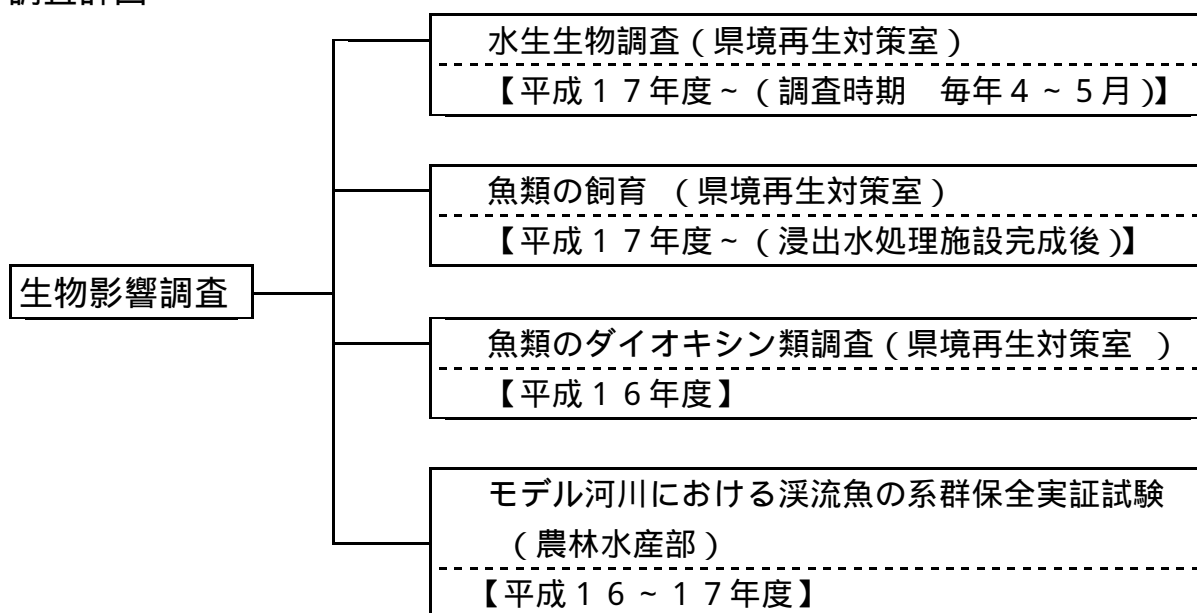 調査計画
水生生物調査（県境再生対策室）
【平成１７年度～（調査時期　毎年４～５月）】
魚類の飼育　（県境再生対策室）
【平成１７年度～（浸出水処理施設完成後）】
生物影響調査
魚類のダイオキシン類調査（県境再生対策室　）
【平成１６年度】
モデル河川における渓流魚の系群保全実証試験
（農林水産部）
【平成１６～１７年度】